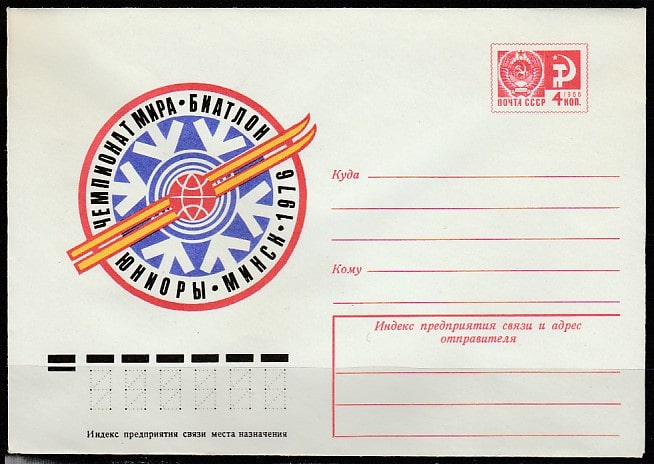 ЧЕМПИОНАТ МИРА • БИАТЛОН
ЮНИОРЫ • МИНСК • 1976
ПОЧТА СССР
1966
4 КОП.
Куда
Кому
Индекс предприятия связи и адрес
отправителя
Индекс предприятия связи места назначения